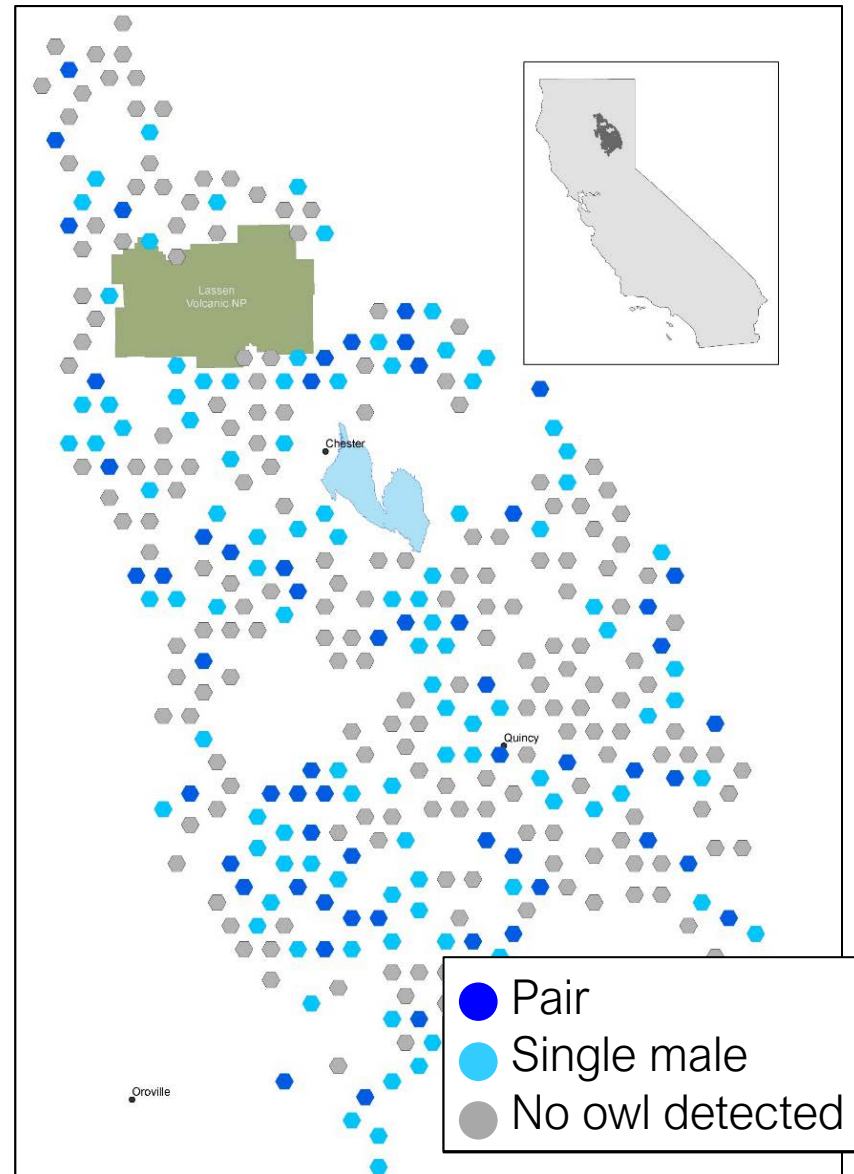 Lassen
Volcanic NP
Chester
Quincy
Oroville
Pair
Single male
No owl detected